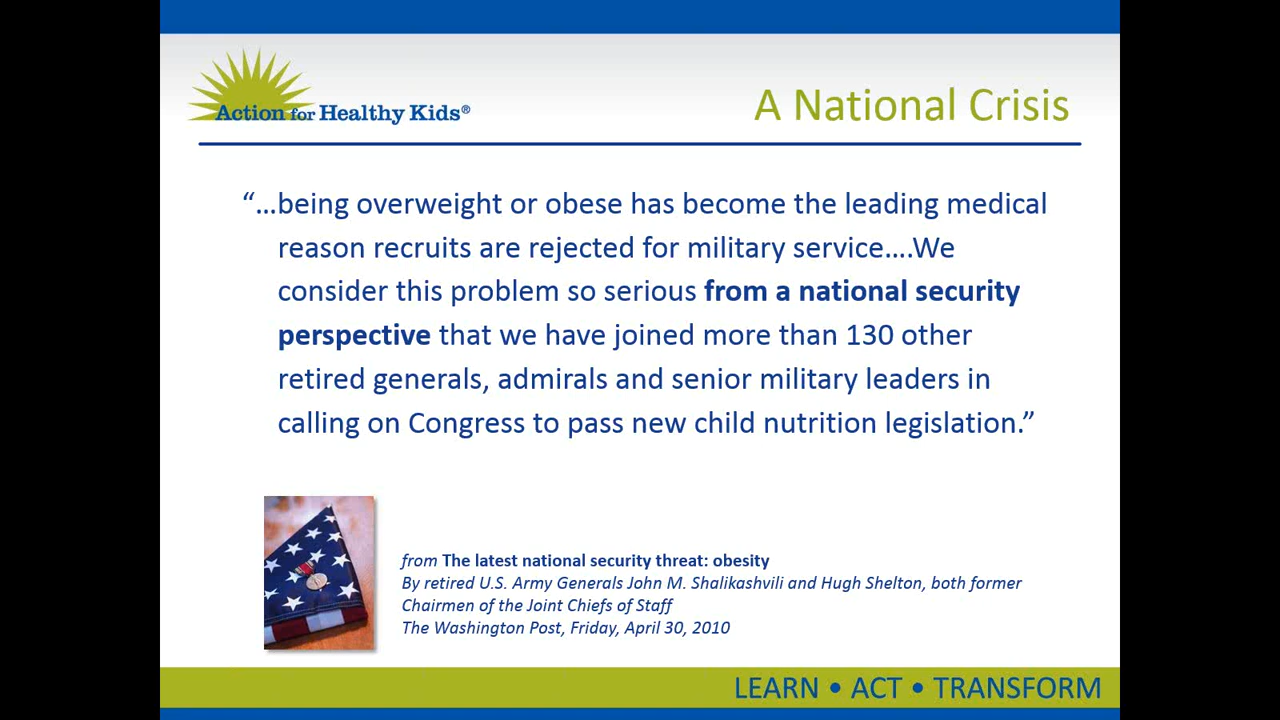 Action for Healthy Kids®
A National Crisis
“…being overweight or obese has become the leading medical
reason recruits are rejected for military service….We
consider this problem so serious from a national security
perspective that we have joined more than 130 other
retired generals, admirals and senior military leaders in
calling on Congress to pass new child nutrition legislation.”
from The latest national security threat: obesity
By retired U.S. Army Generals John M. Shalikashvili and Hugh Shelton, both former
Chairmen of the Joint Chiefs of Staff
The Washington Post, Friday, April 30, 2010
LEARN • ACT • TRANSFORM